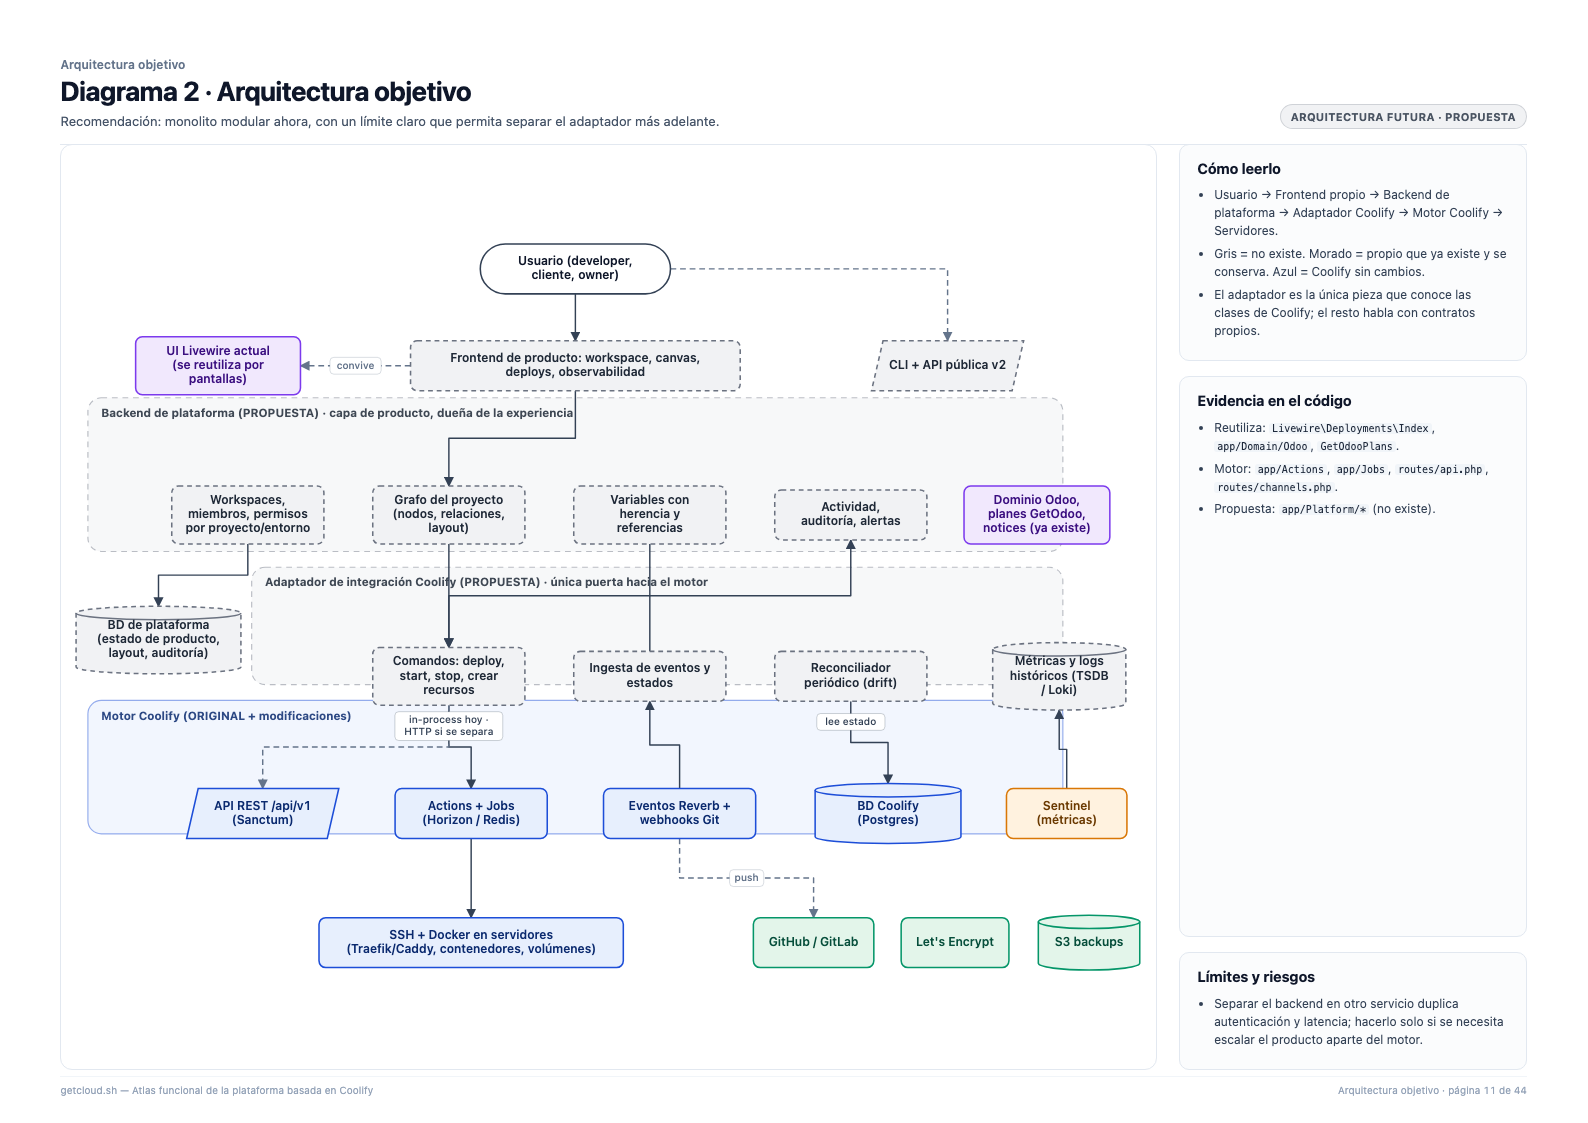 Arquitectura objetivo
Diagrama 2 · Arquitectura objetivo
Recomendación: monolito modular ahora, con un límite claro que permita separar el adaptador más adelante.
ARQUITECTURA FUTURA · PROPUESTA
Usuario (developer,
cliente, owner)
UI Livewire actual
(se reutiliza por
pantallas)
convive
Frontend de producto: workspace, canvas,
deploys, observabilidad
CLI + API pública v2
Backend de plataforma (PROPUESTA) · capa de producto, dueña de la experiencia
Workspaces,
miembros, permisos
por proyecto/entorno
Grafo del proyecto
(nodos, relaciones,
layout)
Variables con
herencia y
referencias
Actividad,
auditoría, alertas
Dominio Odoo,
planes GetOdoo,
notices (ya existe)
Adaptador de integración Coolify (PROPUESTA) · única puerta hacia el motor
BD de plataforma
(estado de producto,
layout, auditoría)
Comandos: deploy,
start, stop, crear
recursos
Ingesta de eventos y
estados
Reconciliador
periódico (drift)
Métricas y logs
históricos (TSDB
/ Loki)
Motor Coolify (ORIGINAL + modificaciones)
in-process hoy ·
HTTP si se separa
lee estado
API REST /api/v1
(Sanctum)
Actions + Jobs
(Horizon / Redis)
Eventos Reverb +
webhooks Git
BD Coolify
(Postgres)
Sentinel
(métricas)
push
SSH + Docker en servidores
(Traefik/Caddy, contenedores, volúmenes)
GitHub / GitLab
Let's Encrypt
S3 backups
Cómo leerlo
• Usuario → Frontend propio → Backend de
plataforma → Adaptador Coolify → Motor Coolify →
Servidores.
• Gris = no existe. Morado = propio que ya existe y se
conserva. Azul = Coolify sin cambios.
• El adaptador es la única pieza que conoce las
clases de Coolify; el resto habla con contratos
propios.
Evidencia en el código
• Reutiliza: Livewire\Deployments\Index,
app/Domain/Odoo, GetOdooPlans.
• Motor: app/Actions, app/Jobs, routes/api.php,
routes/channels.php.
• Propuesta: app/Platform/* (no existe).
Límites y riesgos
• Separar el backend en otro servicio duplica
autenticación y latencia; hacerlo solo si se necesita
escalar el producto aparte del motor.
getcloud.sh — Atlas funcional de la plataforma basada en Coolify
Arquitectura objetivo · página 11 de 44